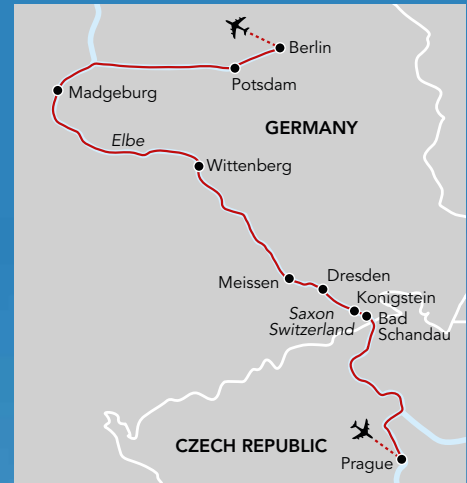 Berlin
Potsdam
Madgeburg
GERMANY
Elbe
Wittenberg
Dresden
Meissen
Konigstein
Saxon
Switzerland
Bad
Schandau
CZECH REPUBLIC
Prague